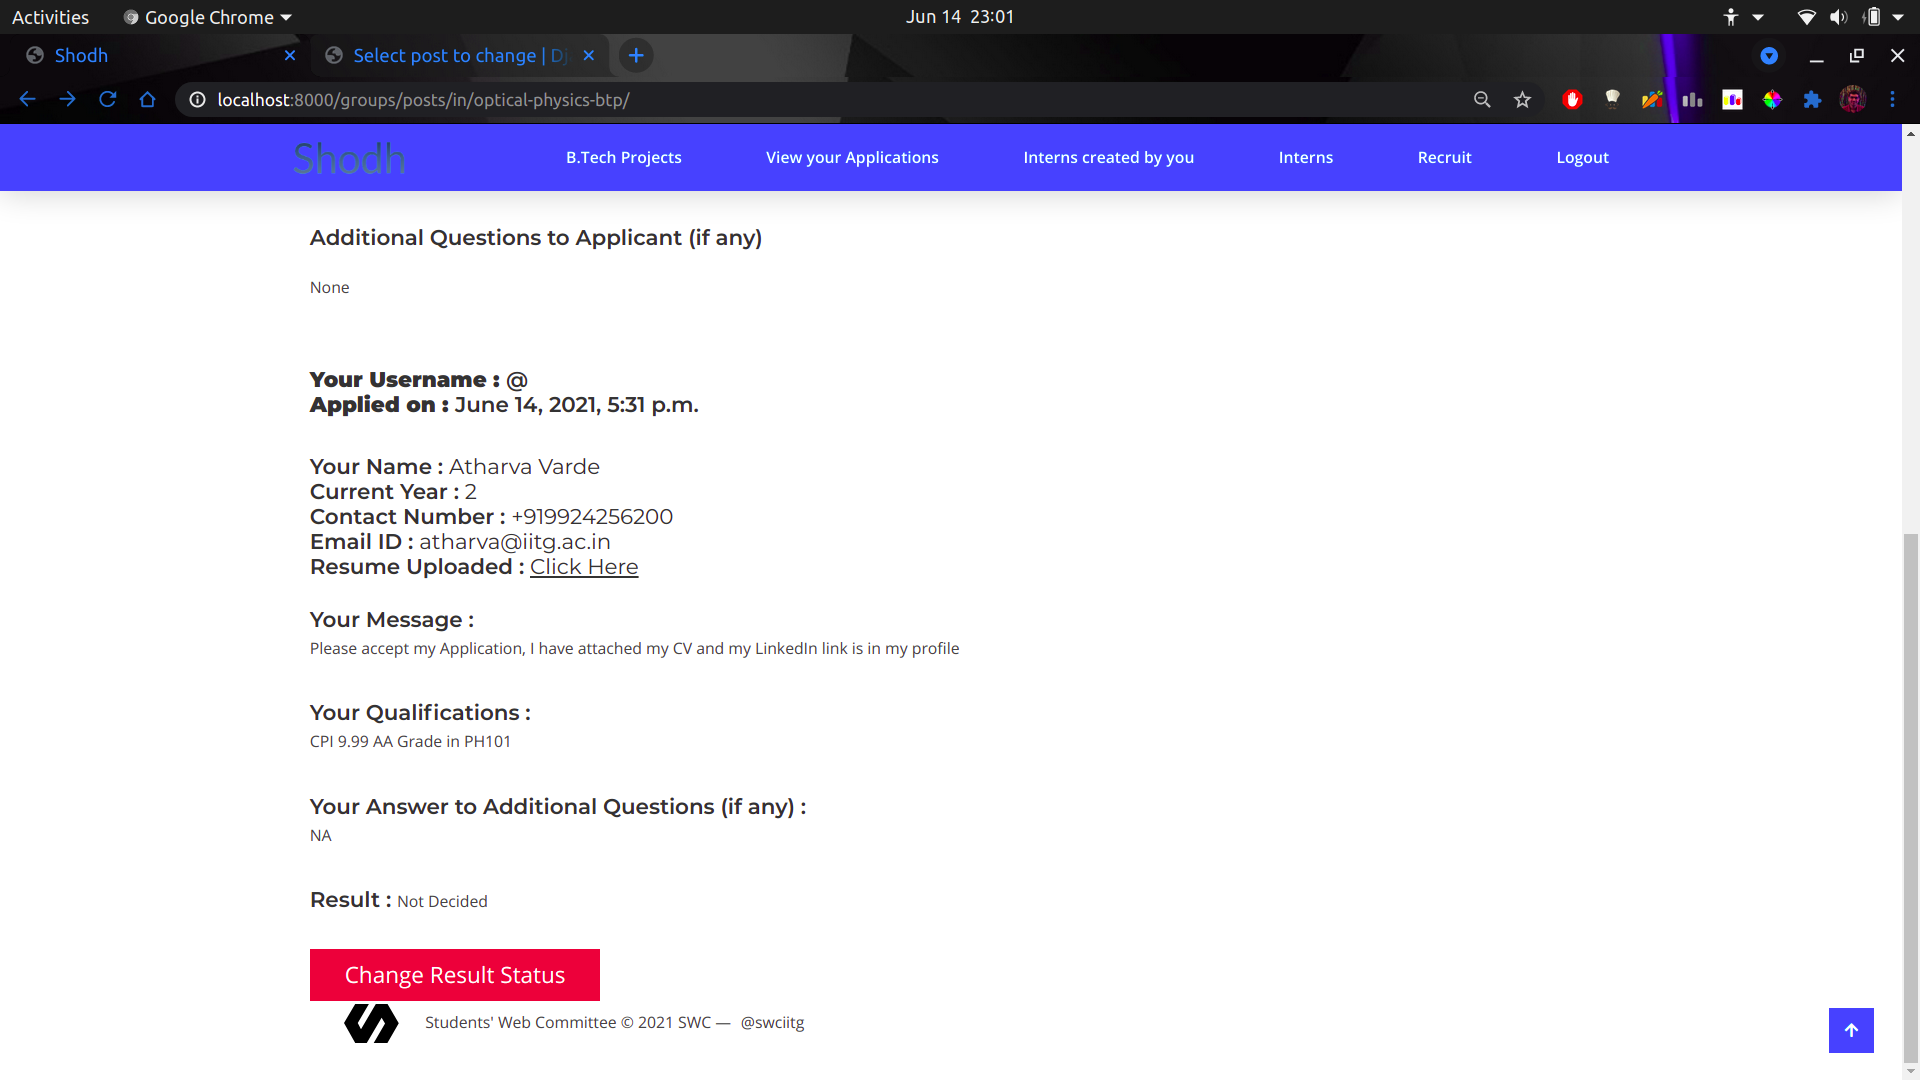 Activities Google Chrome Jun 14 23:01
Shodh Select post to change | Dj
localhost:8000/groups/posts/in/optical-physics-btp/
Shodh B.Tech Projects View your Applications Interns created by you Interns Recruit Logout
Additional Questions to Applicant (if any)
None
Your Username : @
Applied on : June 14, 2021, 5:31 p.m.
Your Name : Atharva Varde
Current Year : 2
Contact Number : +919924256200
Email ID : atharva@iitg.ac.in
Resume Uploaded : Click Here
Your Message :
Please accept my Application, I have attached my CV and my LinkedIn link is in my profile
Your Qualifications :
CPI 9.99 AA Grade in PH101
Your Answer to Additional Questions (if any) :
NA
Result : Not Decided
Change Result Status
Students' Web Committee © 2021 SWC — @swciitg